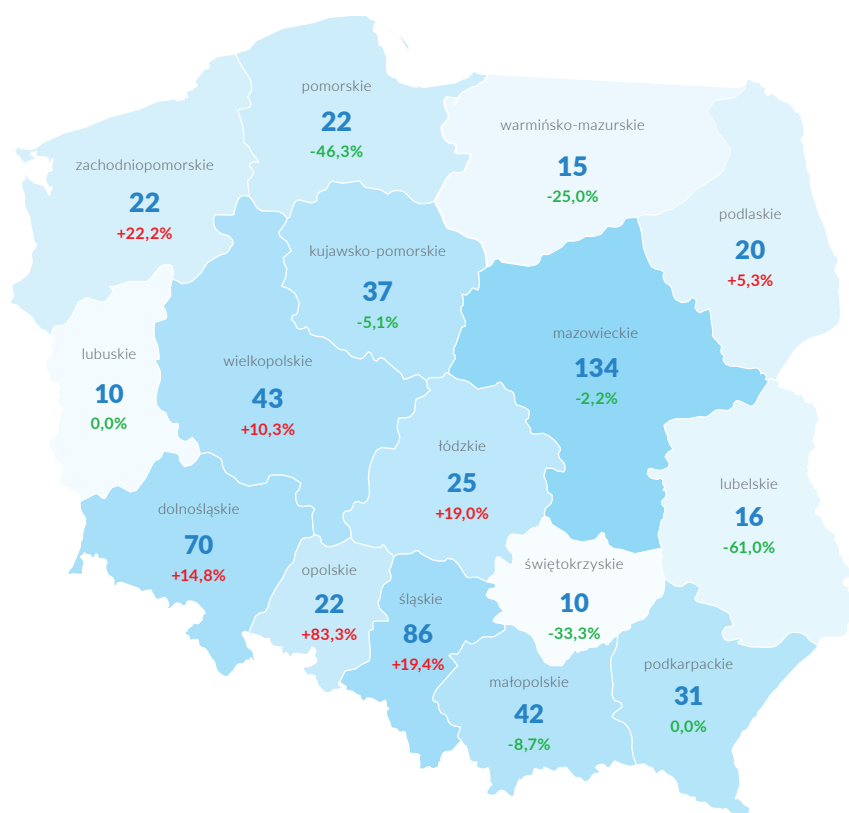 pomorskie
22
-46,3%
warmińsko-mazurskie
15
-25,0%
zachodniopomorskie
22
+22,2%
podlaskie
20
+5,3%
kujawsko-pomorskie
37
-5,1%
mazowieckie
134
-2,2%
lubuskie
10
0,0%
wielkopolskie
43
+10,3%
łódzkie
25
+19,0%
lubelskie
16
-61,0%
dolnośląskie
70
+14,8%
opolskie
22
+83,3%
śląskie
86
+19,4%
świętokrzyskie
10
-33,3%
małopolskie
42
-8,7%
podkarpackie
31
0,0%